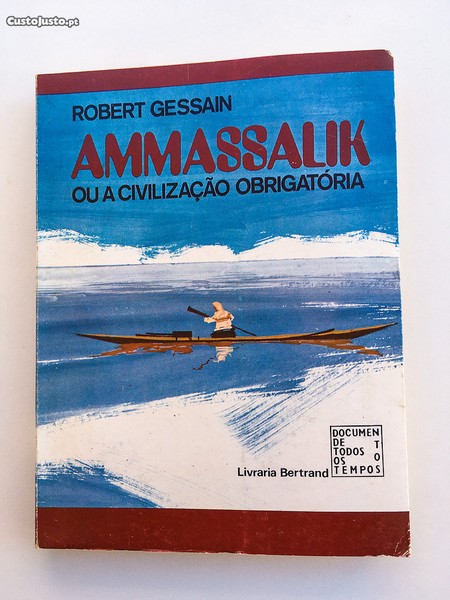 CustoJusto.pt
ROBERT GESSAIN
AMMASSALIK
OU A CIVILIZAÇÃO OBRIGATÓRIA
Livraria Bertrand
DOCUMEN
DE T
TODOS O
OS
TEMPOS